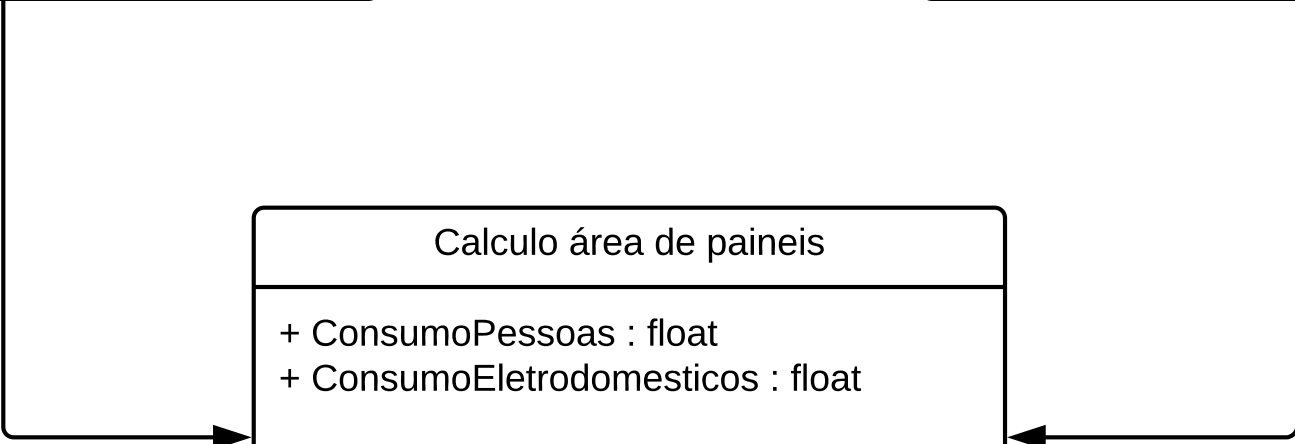 Calculo área de paineis
+ ConsumoPessoas : float
+ ConsumoEletrodomesticos : float